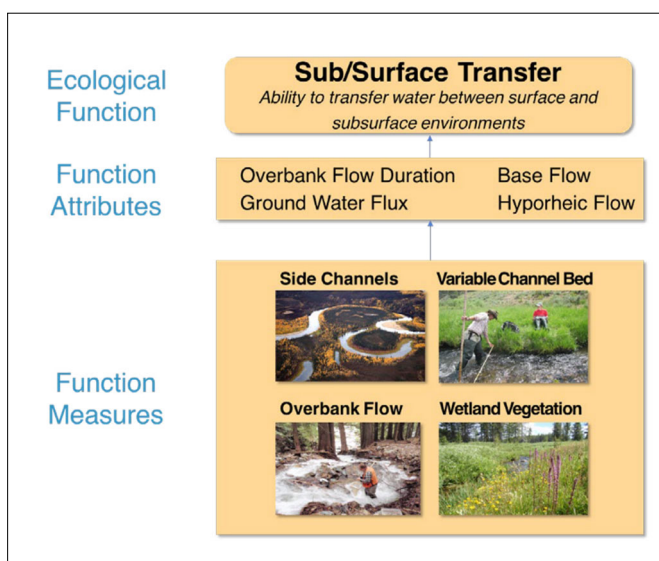 Ecological
Function
Sub/Surface Transfer
Ability to transfer water between surface and
subsurface environments
Function
Attributes
Overbank Flow Duration
Base Flow
Ground Water Flux
Hyporheic Flow
Function
Measures
Side Channels
Variable Channel Bed
Overbank Flow
Wetland Vegetation